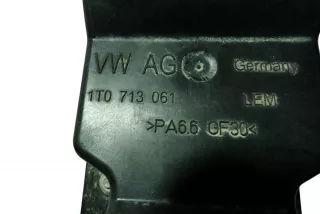 VW AG Germany
1T0 713 061 LEM
>PA6.6 GF30<